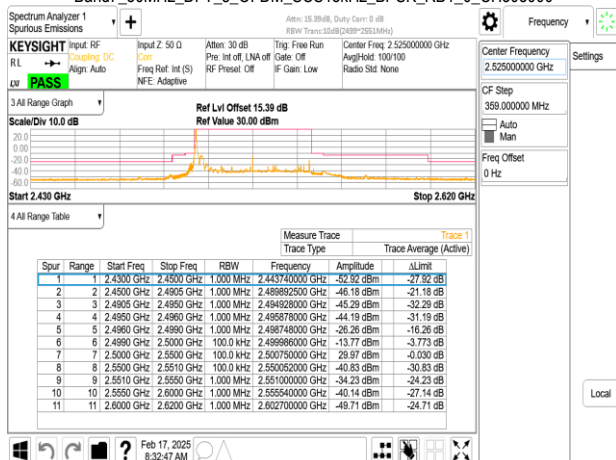 Spectrum Analyzer 1
Spurious Emissions
Attn: 15.39dB, Duty Corr: 0 dB
RBW Trans:10dB(2499~2551MHz)
Frequency
KEYSIGHT
RL
LXI
PASS
Input: RF
Coupling: DC
Align: Auto
Input Z: 50 Ω
Corr
Freq Ref: Int (S)
NFE: Adaptive
Atten: 30 dB
Pre: Int off, LNA off
RF Preset: Off
Trig: Free Run
Gate: Off
IF Gain: Low
Center Freq: 2.525000000 GHz
Avg|Hold: 100/100
Radio Std: None
Center Frequency
2.525000000 GHz
Settings
CF Step
359.000000 MHz
Auto
Man
Freq Offset
0 Hz
Local
3 All Range Graph
Scale/Div 10.0 dB
Ref Lvl Offset 15.39 dB
Ref Value 30.00 dBm
20.0
0.00
-20.0
-40.0
-60.0
Start 2.430 GHz
Stop 2.620 GHz
4 All Range Table
Measure Trace Trace 1
Trace Type Trace Average (Active)
Spur Range Start Freq Stop Freq RBW Frequency Amplitude ΔLimit
1 1 2.4300 GHz 2.4500 GHz 1.000 MHz 2.443740000 GHz -52.92 dBm -27.92 dB
2 2 2.4500 GHz 2.4905 GHz 1.000 MHz 2.489892500 GHz -46.18 dBm -21.18 dB
3 3 2.4905 GHz 2.4950 GHz 1.000 MHz 2.494928000 GHz -45.29 dBm -32.29 dB
4 4 2.4950 GHz 2.4960 GHz 1.000 MHz 2.495878000 GHz -44.19 dBm -31.19 dB
5 5 2.4960 GHz 2.4990 GHz 1.000 MHz 2.498748000 GHz -26.26 dBm -16.26 dB
6 6 2.4990 GHz 2.5000 GHz 100.0 kHz 2.499986000 GHz -13.77 dBm -3.773 dB
7 7 2.5000 GHz 2.5500 GHz 100.0 kHz 2.500750000 GHz 29.97 dBm -0.030 dB
8 8 2.5500 GHz 2.5510 GHz 100.0 kHz 2.550052000 GHz -40.83 dBm -30.83 dB
9 9 2.5510 GHz 2.5550 GHz 1.000 MHz 2.551000000 GHz -34.23 dBm -24.23 dB
10 10 2.5550 GHz 2.6000 GHz 1.000 MHz 2.555540000 GHz -40.14 dBm -27.14 dB
11 11 2.6000 GHz 2.6200 GHz 1.000 MHz 2.602700000 GHz -49.71 dBm -24.71 dB
Feb 17, 2025
8:32:47 AM